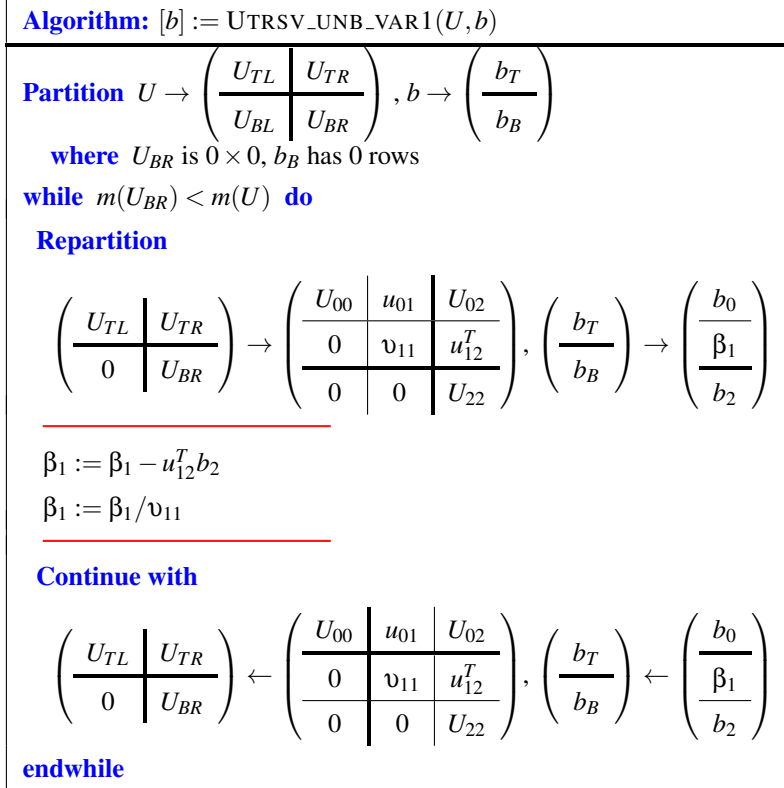 Algorithm: [b] := UTRSV_UNB_VAR1(U, b)
Partition U → ( U_TL | U_TR ; U_BL | U_BR ), b → ( b_T ; b_B )
where U_BR is 0 × 0, b_B has 0 rows
while m(U_BR) < m(U) do
Repartition
( U_TL | U_TR ; 0 | U_BR ) → ( U_00 | u_01 | U_02 ; 0 | υ_11 | u_12^T ; 0 | 0 | U_22 ), ( b_T ; b_B ) → ( b_0 ; β_1 ; b_2 )
β_1 := β_1 − u_12^T b_2
β_1 := β_1/υ_11
Continue with
( U_TL | U_TR ; 0 | U_BR ) ← ( U_00 | u_01 | U_02 ; 0 | υ_11 | u_12^T ; 0 | 0 | U_22 ), ( b_T ; b_B ) ← ( b_0 ; β_1 ; b_2 )
endwhile